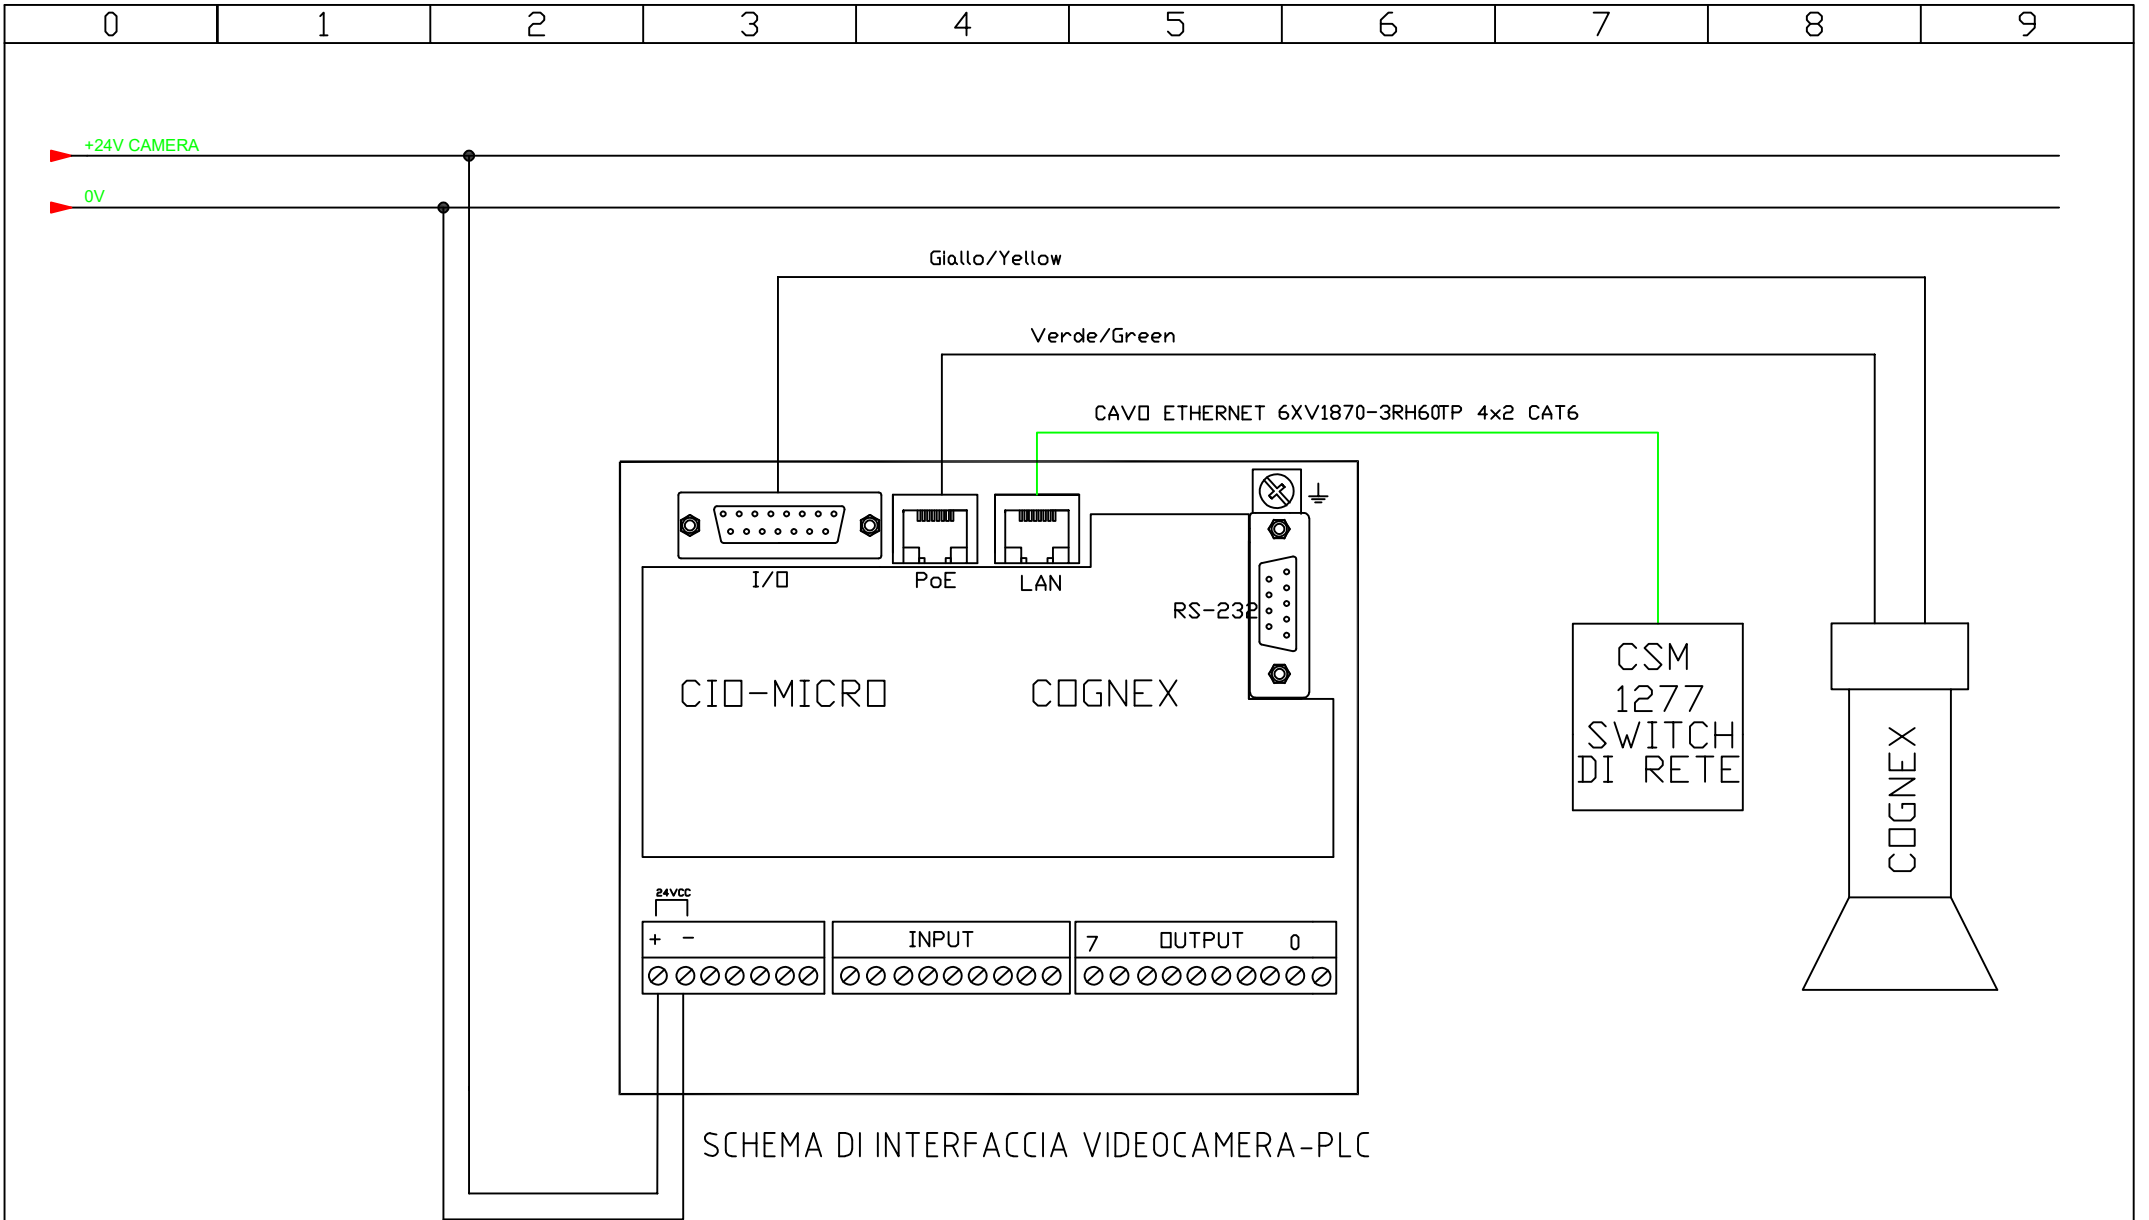 0 1 2 3 4 5 6 7 8 9
+24V CAMERA
0V
Giallo/Yellow
Verde/Green
CAVO ETHERNET 6XV1870-3RH60TP 4x2 CAT6
I/O PoE LAN
RS-232
CIO-MICRO COGNEX
CSM
1277
SWITCH
DI RETE
COGNEX
24VCC
+ - INPUT 7 OUTPUT 0
SCHEMA DI INTERFACCIA VIDEOCAMERA-PLC